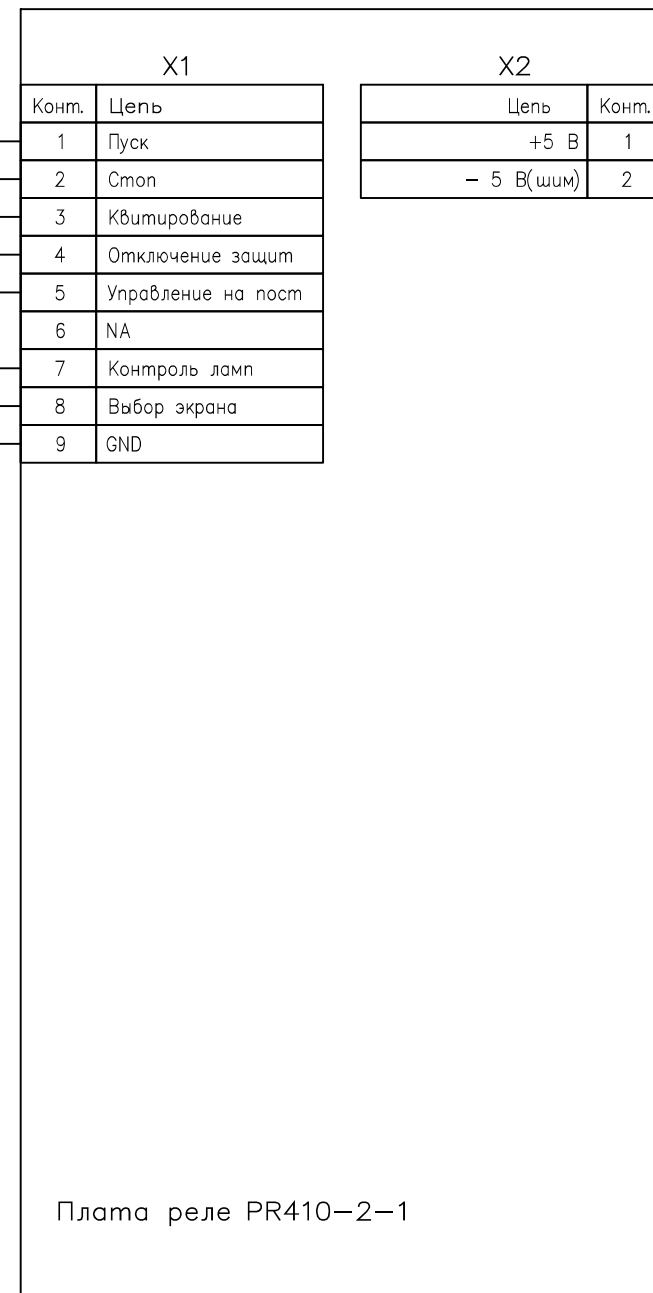 X1
Конт. Цепь
1 Пуск
2 Стоп
3 Квитирование
4 Отключение защит
5 Управление на пост
6 NA
7 Контроль ламп
8 Выбор экрана
9 GND
X2
Цепь Конт.
+5 В 1
− 5 В(шим) 2
Плата реле PR410−2−1